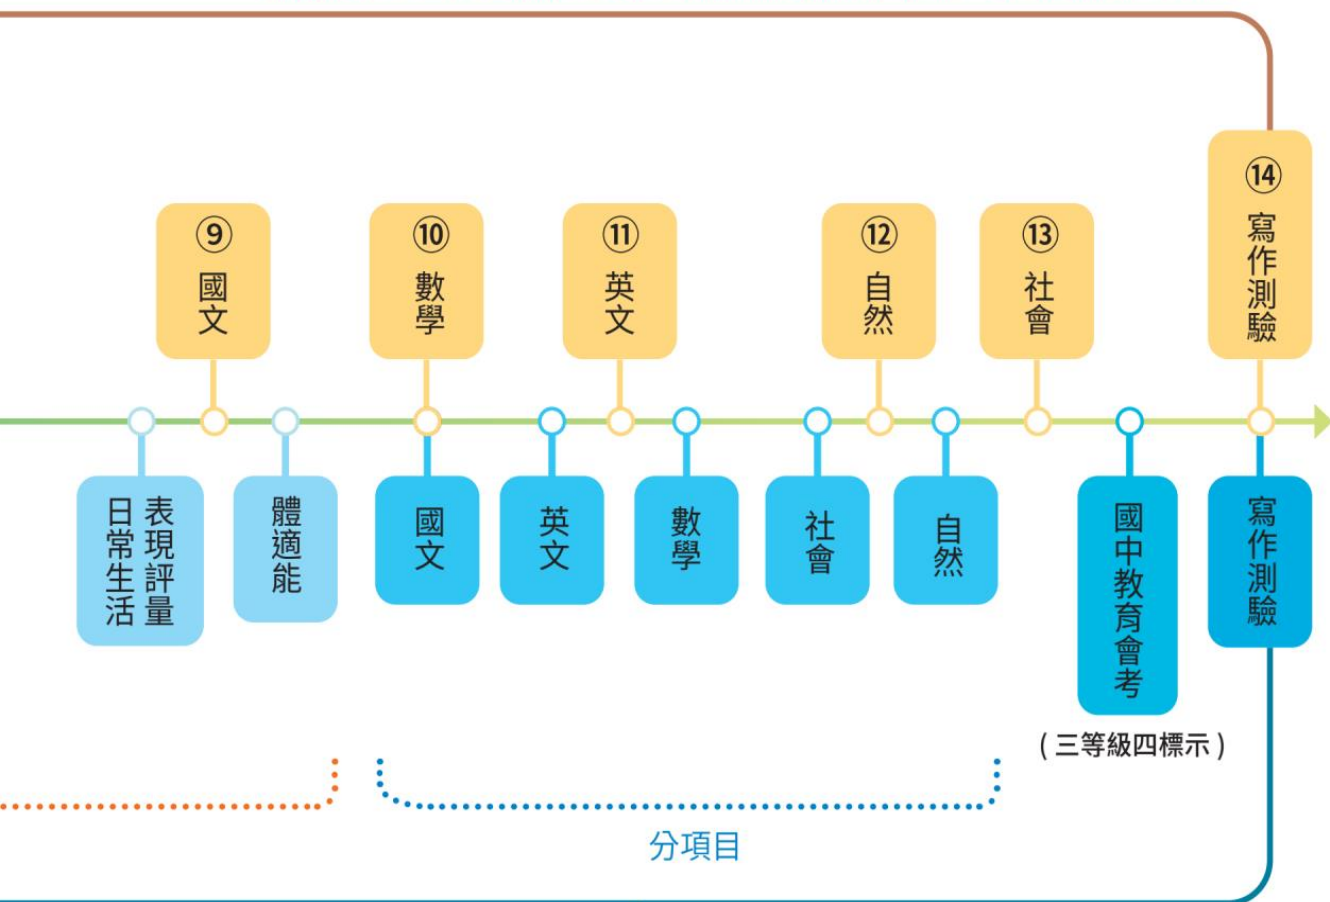 ⑨ 國文
⑩ 數學
⑪ 英文
⑫ 自然
⑬ 社會
⑭ 寫作測驗
日常生活
表現評量
體適能
國文
英文
數學
社會
自然
國中教育會考
(三等級四標示)
寫作測驗
分項目